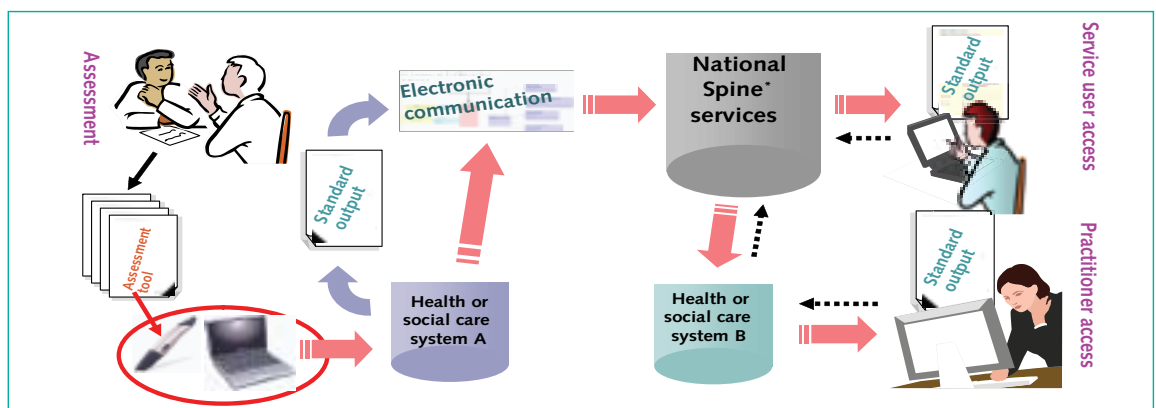 Assessment
Assessment
tool
Standard
output
Electronic
communication
Health or
social care
system A
National
Spine*
services
Health or
social care
system B
Standard
output
Service user access
Standard
output
Practitioner access